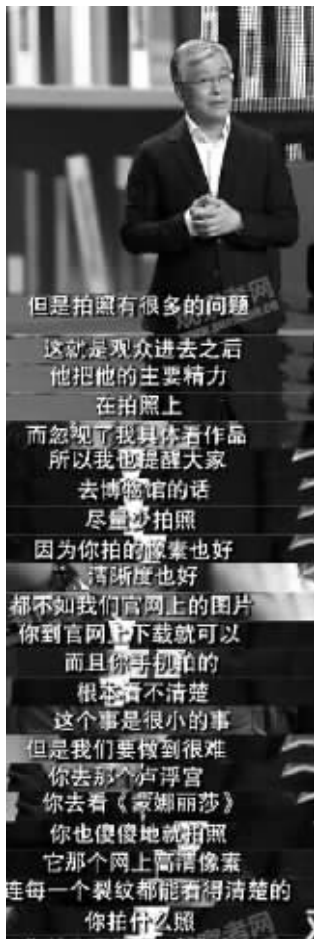 但是拍照有很多的问题
这就是观众进去之后
他把他的主要精力
在拍照上
而忽视了我具体看作品
所以我也提醒大家
去博物馆的话
尽量少拍照
因为你拍的像素也好
清晰度也好
都不如我们官网上的图片
你到官网上下载就可以
而且你手机拍的
根本看不清楚
这个事是很小的事
但是我们要做到很难
你去那个卢浮宫
你去看《蒙娜丽莎》
你也傻傻地就拍照
它那个网上高清像素
连每一个裂纹都能看得清楚的
你拍什么照